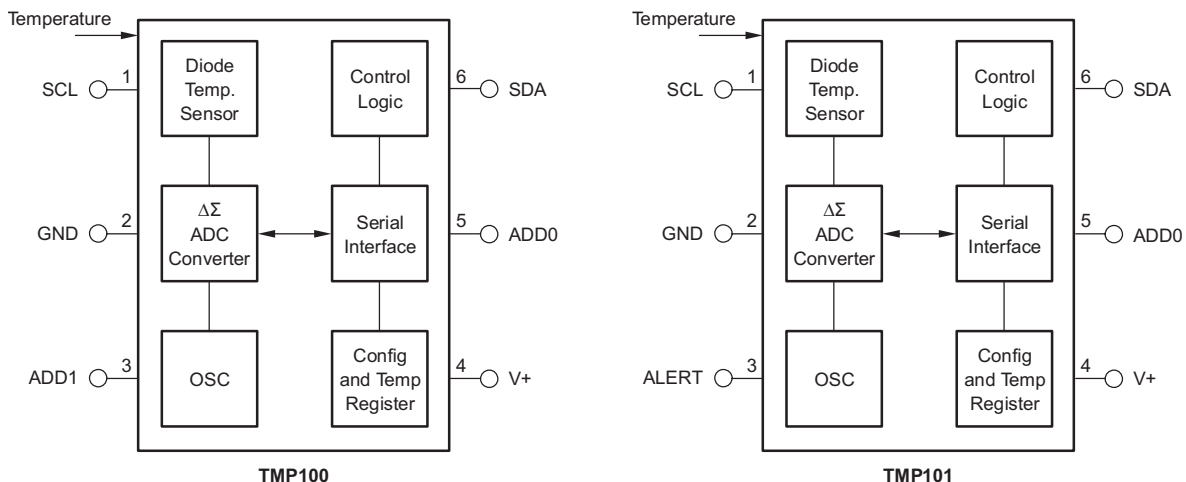 Temperature
SCL
1
Diode
Temp.
Sensor
Control
Logic
6
SDA
GND
2
ΔΣ
ADC
Converter
Serial
Interface
5
ADD0
ADD1
3
OSC
Config
and Temp
Register
4
V+
TMP100
Temperature
SCL
1
Diode
Temp.
Sensor
Control
Logic
6
SDA
GND
2
ΔΣ
ADC
Converter
Serial
Interface
5
ADD0
ALERT
3
OSC
Config
and Temp
Register
4
V+
TMP101